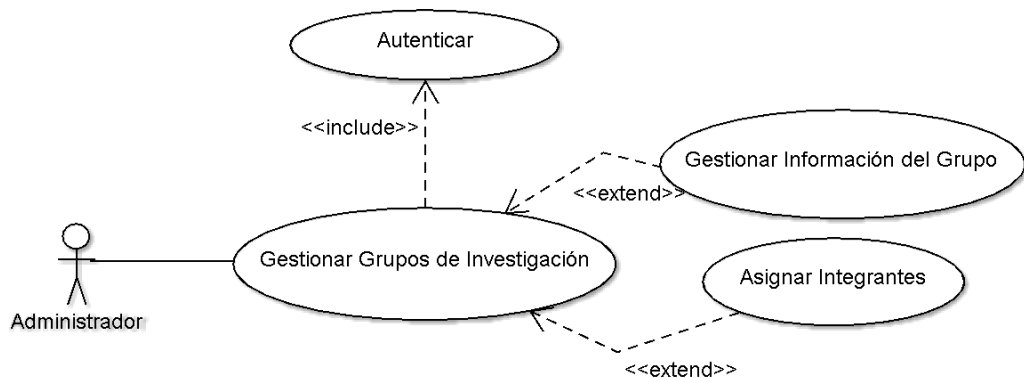 Autenticar
<<include>>
Gestionar Información del Grupo
<<extend>>
Gestionar Grupos de Investigación
Asignar Integrantes
Administrador
<<extend>>